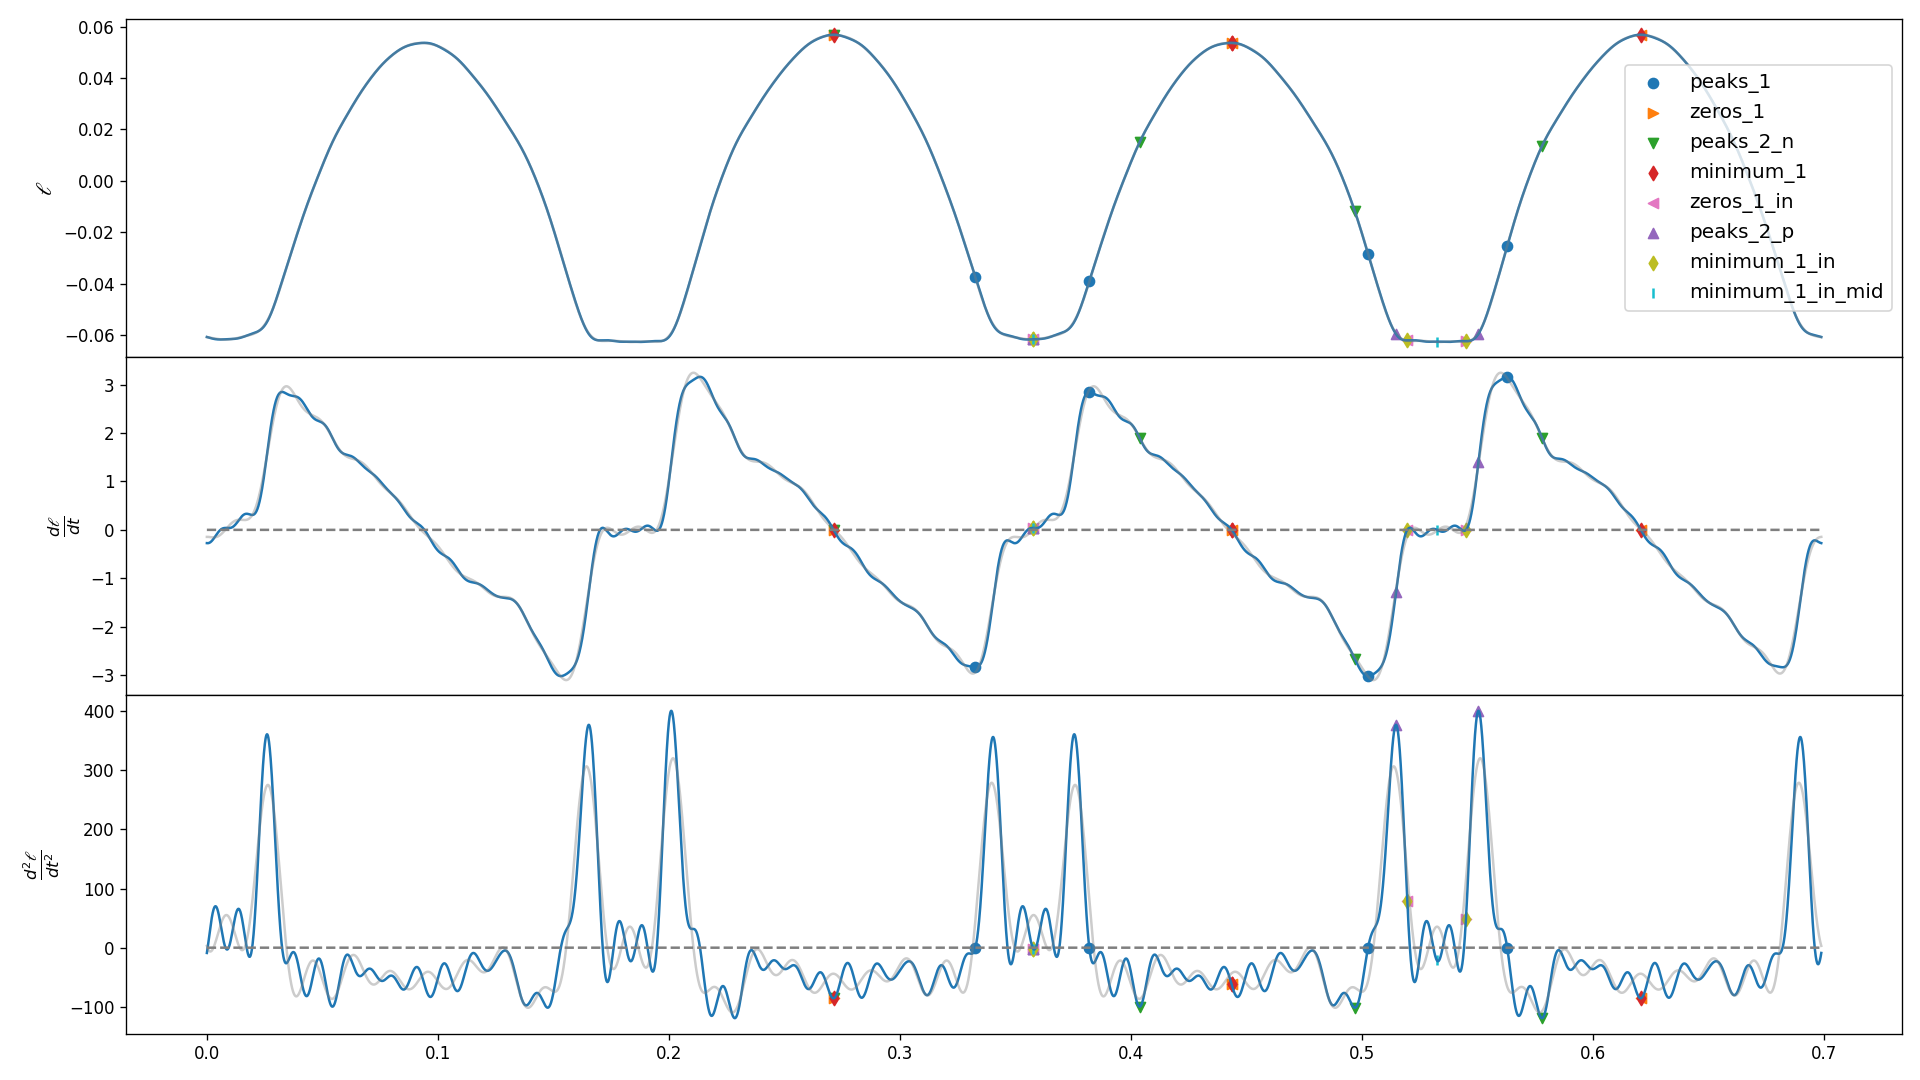 0.06
0.04
0.02
0.00
−0.02
−0.04
−0.06
ℓ
peaks_1
zeros_1
peaks_2_n
minimum_1
zeros_1_in
peaks_2_p
minimum_1_in
minimum_1_in_mid
3
2
1
0
−1
−2
−3
dℓ/dt
400
300
200
100
0
−100
d²ℓ/dt²
0.0 0.1 0.2 0.3 0.4 0.5 0.6 0.7